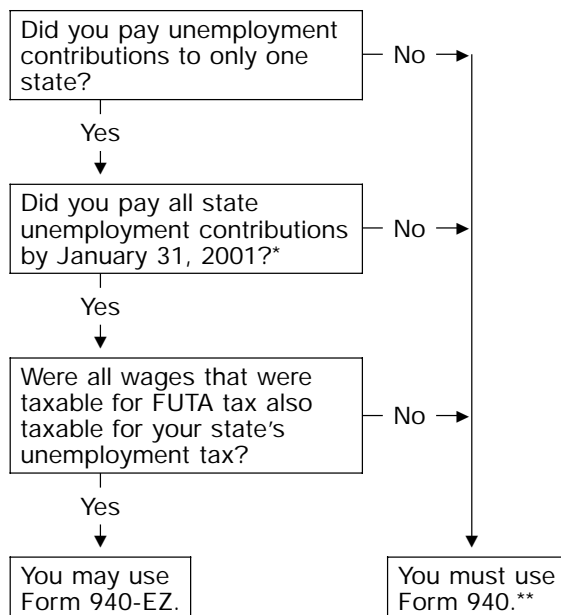 Did you pay unemployment
contributions to only one
state?
No
Yes
Did you pay all state
unemployment contributions
by January 31, 2001?*
No
Yes
Were all wages that were
taxable for FUTA tax also
taxable for your state's
unemployment tax?
No
Yes
You may use
Form 940-EZ.
You must use
Form 940.**